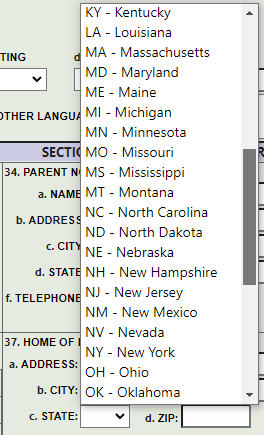 KY - Kentucky
LA - Louisiana
MA - Massachusetts
MD - Maryland
ME - Maine
MI - Michigan
MN - Minnesota
MO - Missouri
MS - Mississippi
MT - Montana
NC - North Carolina
ND - North Dakota
NE - Nebraska
NH - New Hampshire
NJ - New Jersey
NM - New Mexico
NV - Nevada
NY - New York
OH - Ohio
OK - Oklahoma
TING
d
OTHER LANGUA
SECTIO
R
34. PARENT N
a. NAME
b. ADDRESS
c. CITY
d. STATE
f. TELEPHONE
37. HOME OF
a. ADDRESS:
b. CITY:
c. STATE:
d. ZIP: